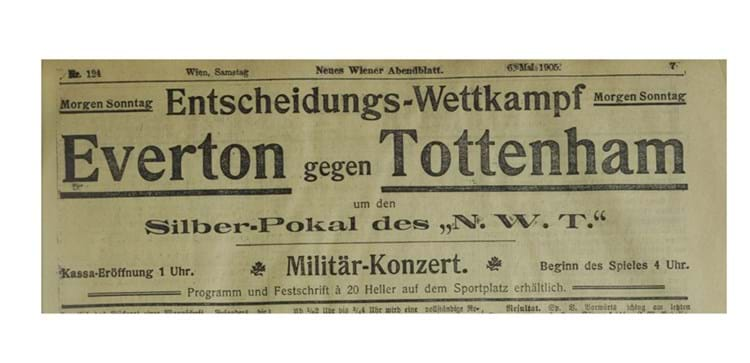 Nr. 124 Wien, Samstag Neues Wiener Abendblatt. 6. Mai 1905. 7
Morgen Sonntag Entscheidungs-Wettkampf Morgen Sonntag
Everton gegen Tottenham
um den
Silber-Pokal des „N. W. T.“
Kassa-Eröffnung 1 Uhr. Militär-Konzert. Beginn des Spieles 4 Uhr.
Programm und Festschrift à 20 Heller auf dem Sportplatz erhältlich.